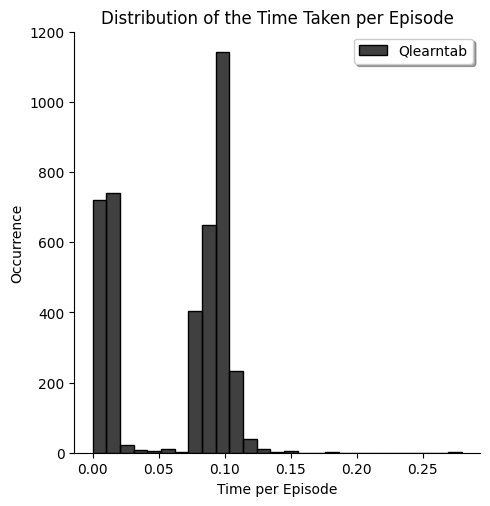 Distribution of the Time Taken per Episode
Qlearntab
1200
1000
800
600
400
200
0
Occurrence
0.00 0.05 0.10 0.15 0.20 0.25
Time per Episode